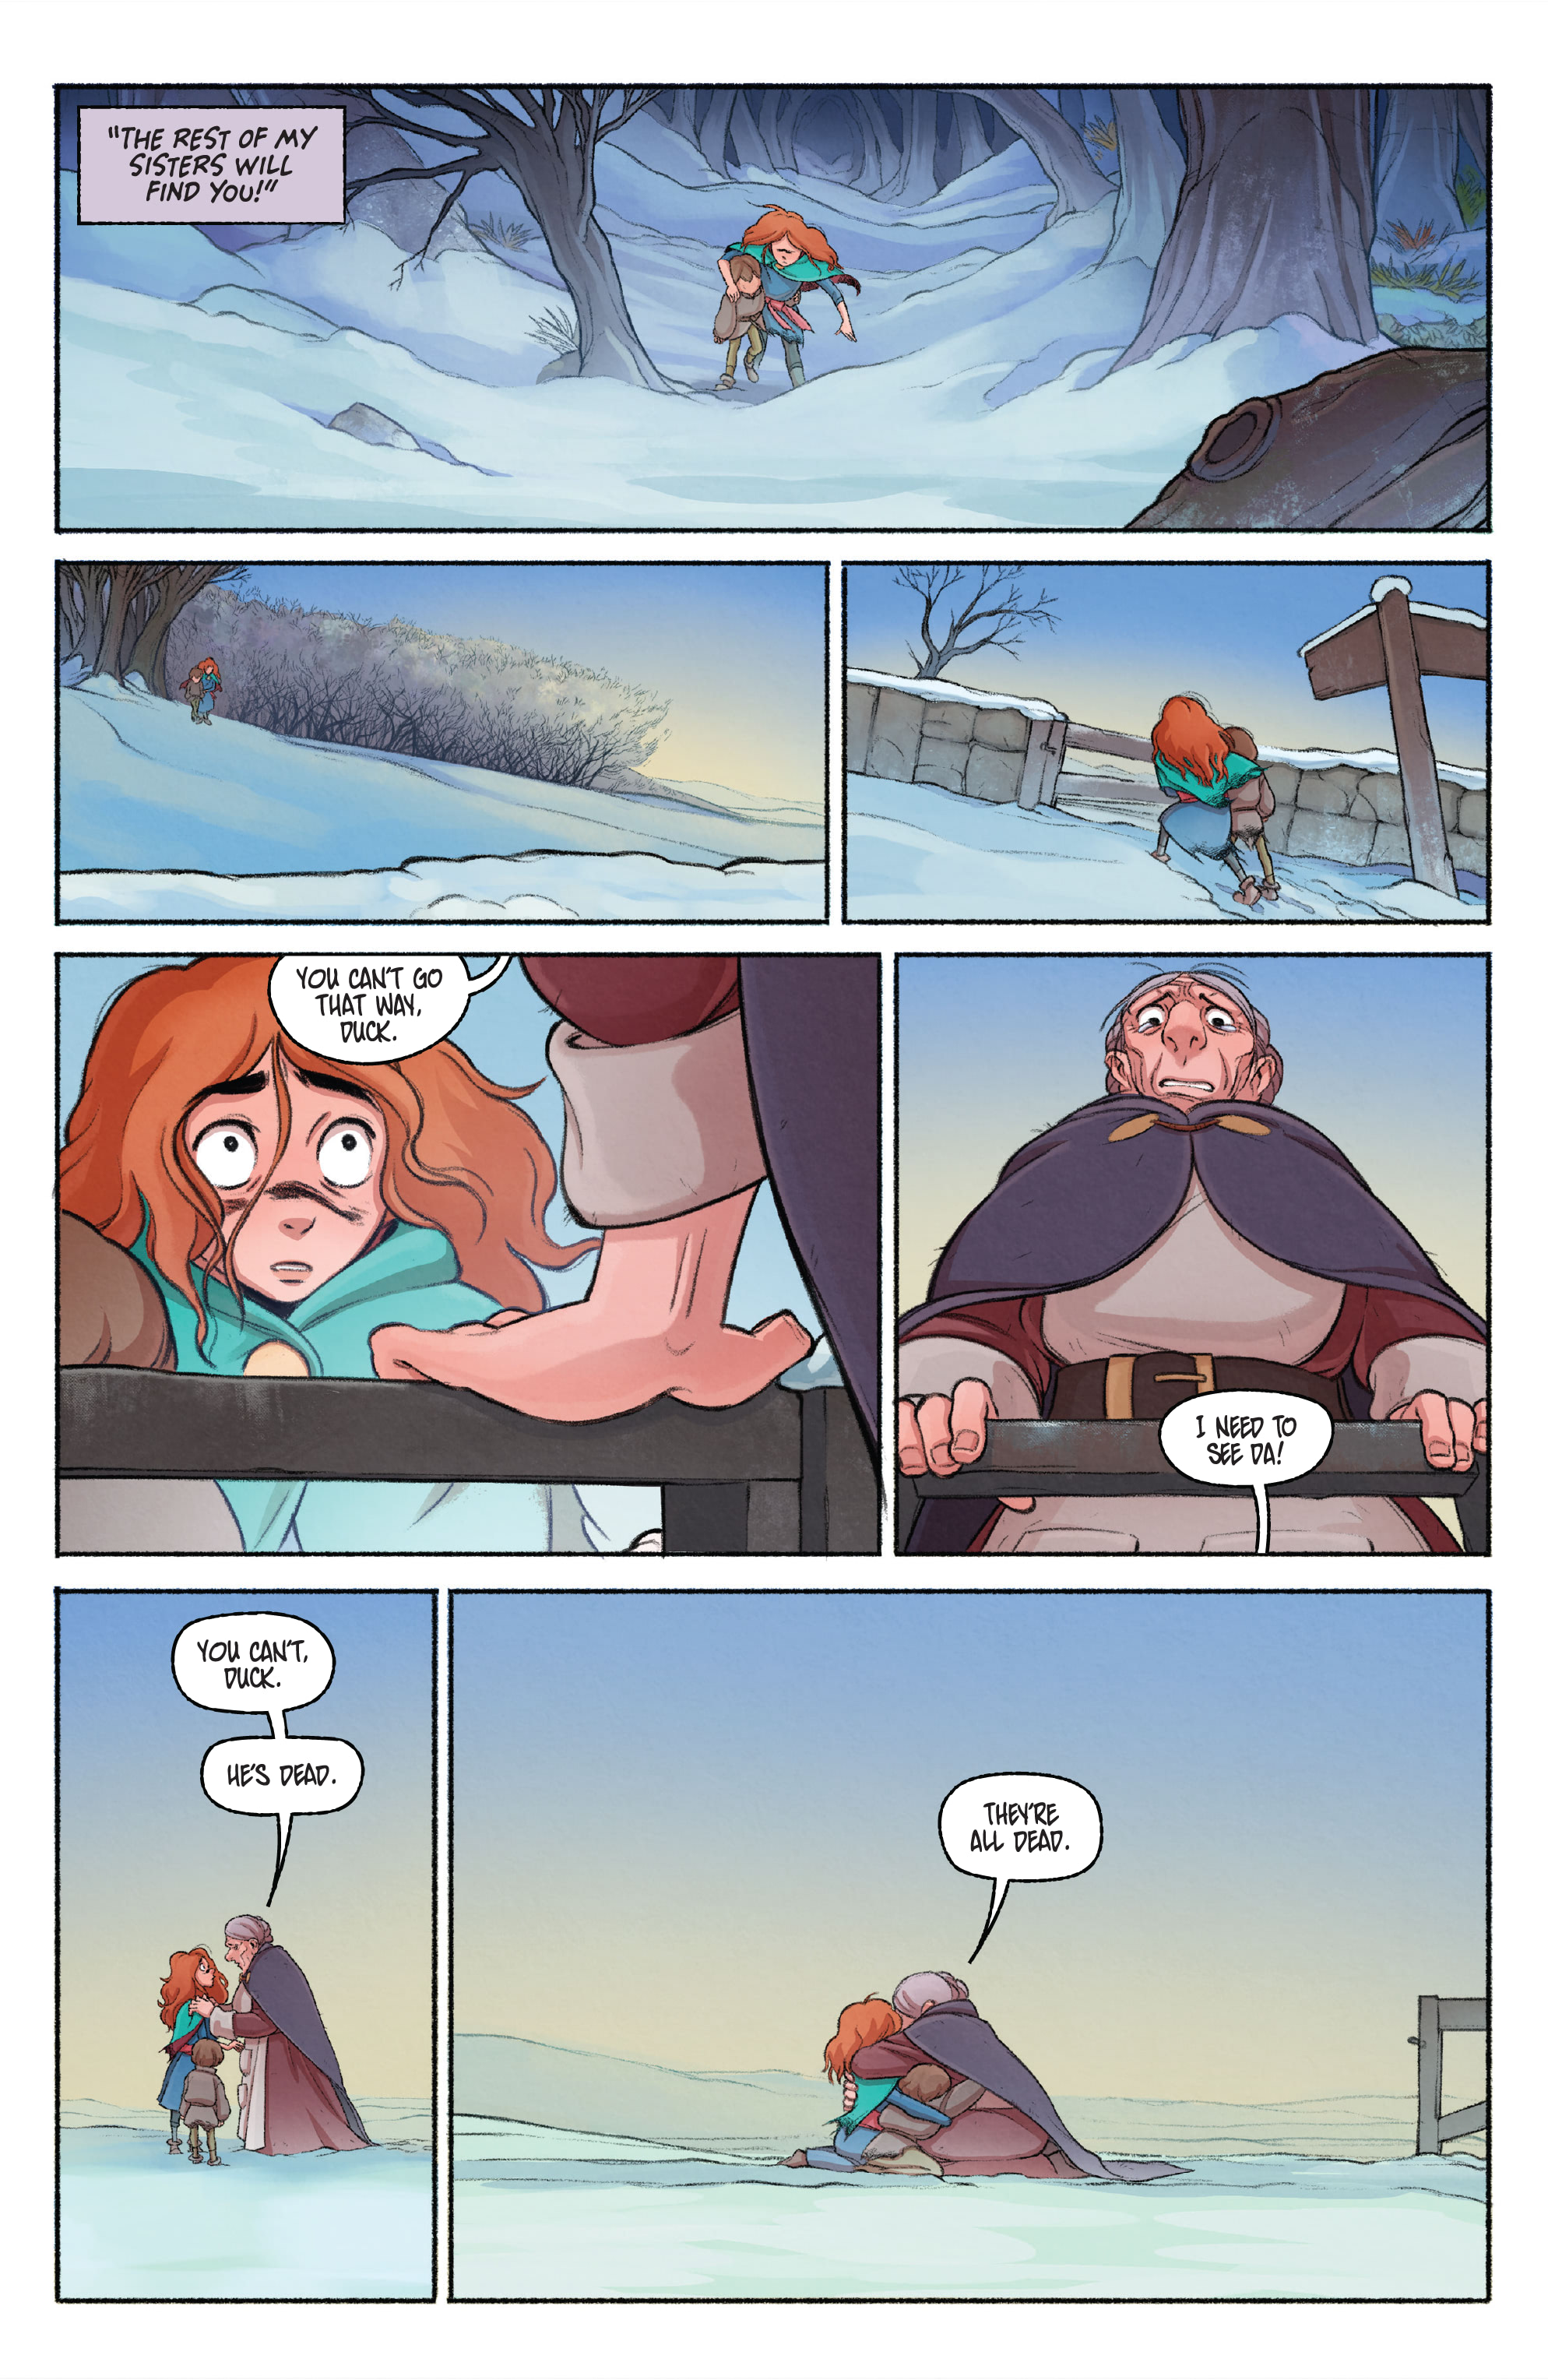 "THE REST OF MY
SISTERS WILL
FIND YOU!"
YOU CAN'T GO
THAT WAY,
DUCK.
I NEED TO
SEE DA!
YOU CAN'T,
DUCK.
HE'S DEAD.
THEY'RE
ALL DEAD.